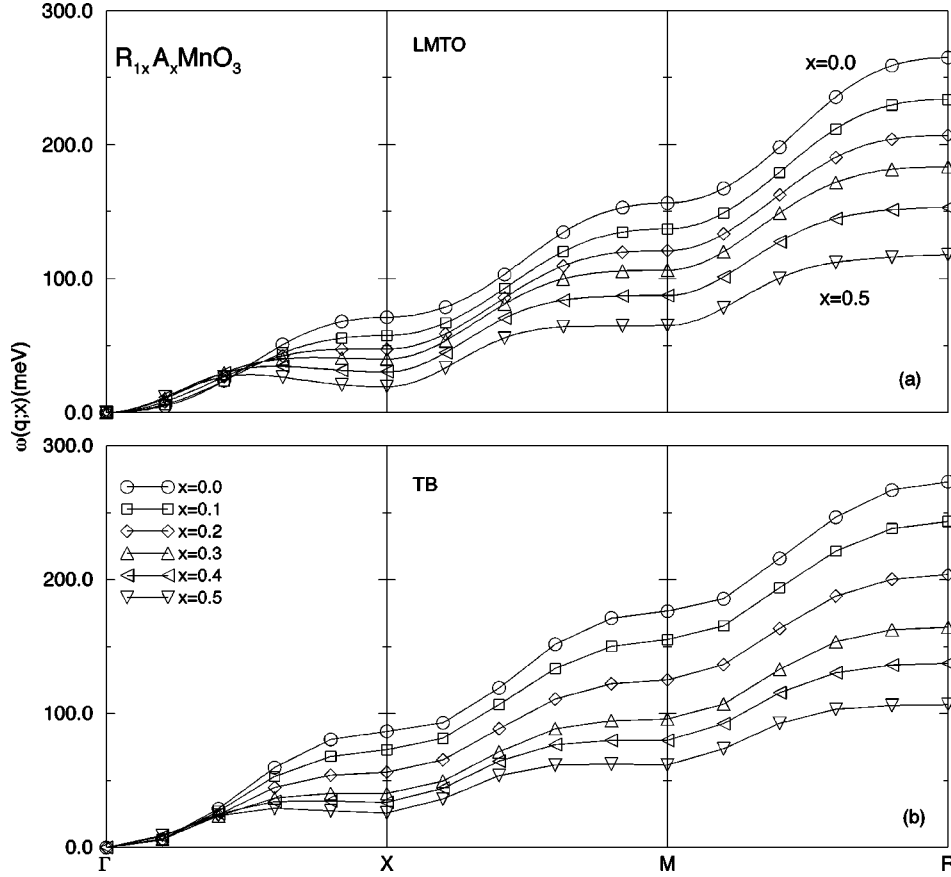 300.0
LMTO
R₁ₓAₓMnO₃
x=0.0
200.0
100.0
x=0.5
(a)
0.0
ω(q;x)(meV)
300.0
TB
x=0.0
x=0.1
x=0.2
x=0.3
x=0.4
x=0.5
200.0
100.0
(b)
0.0
Γ X M R